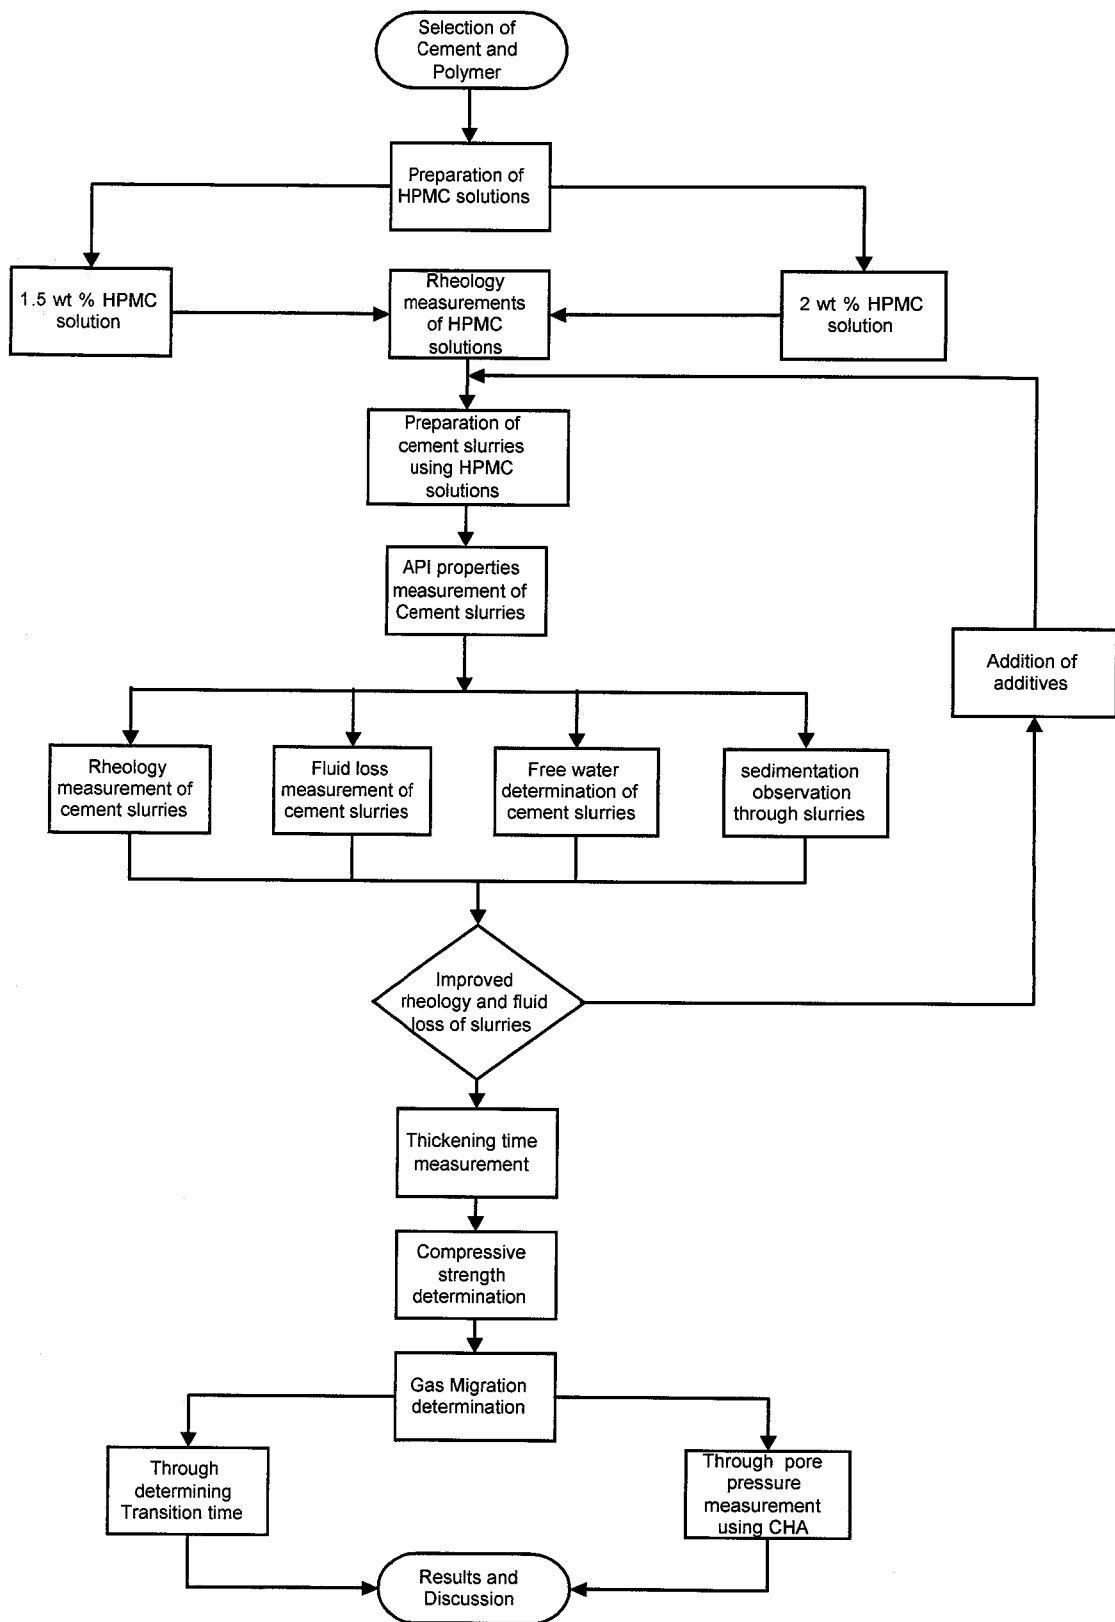 Selection of
Cement and
Polymer
Preparation of
HPMC solutions
1.5 wt % HPMC
solution
Rheology
measurements
of HPMC
solutions
2 wt % HPMC
solution
Preparation of
cement slurries
using HPMC
solutions
API properties
measurement of
Cement slurries
Addition of
additives
Rheology
measurement of
cement slurries
Fluid loss
measurement of
cement slurries
Free water
determination of
cement slurries
sedimentation
observation
through slurries
Improved
rheology and fluid
loss of slurries
Thickening time
measurement
Compressive
strength
determination
Gas Migration
determination
Through
determining
Transition time
Through pore
pressure
measurement
using CHA
Results and
Discussion